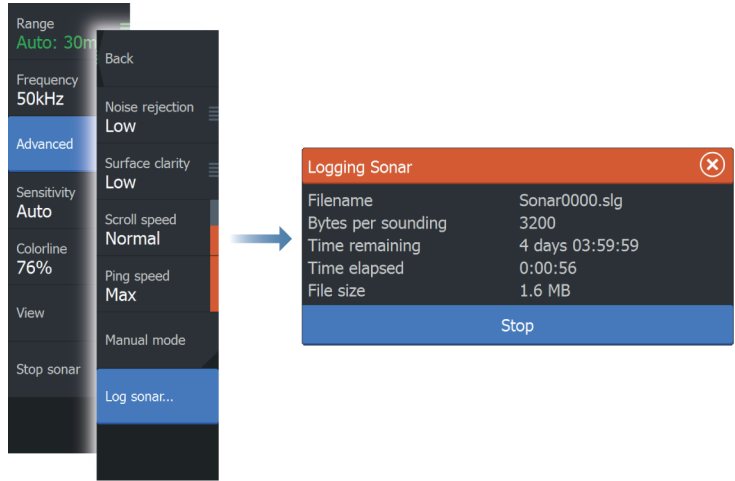 Range
Auto: 30m
Frequency
50kHz
Advanced
Sensitivity
Auto
Colorline
76%
View
Stop sonar
Back
Noise rejection
Low
Surface clarity
Low
Scroll speed
Normal
Ping speed
Max
Manual mode
Log sonar...
Logging Sonar
Filename Sonar0000.slg
Bytes per sounding 3200
Time remaining 4 days 03:59:59
Time elapsed 0:00:56
File size 1.6 MB
Stop